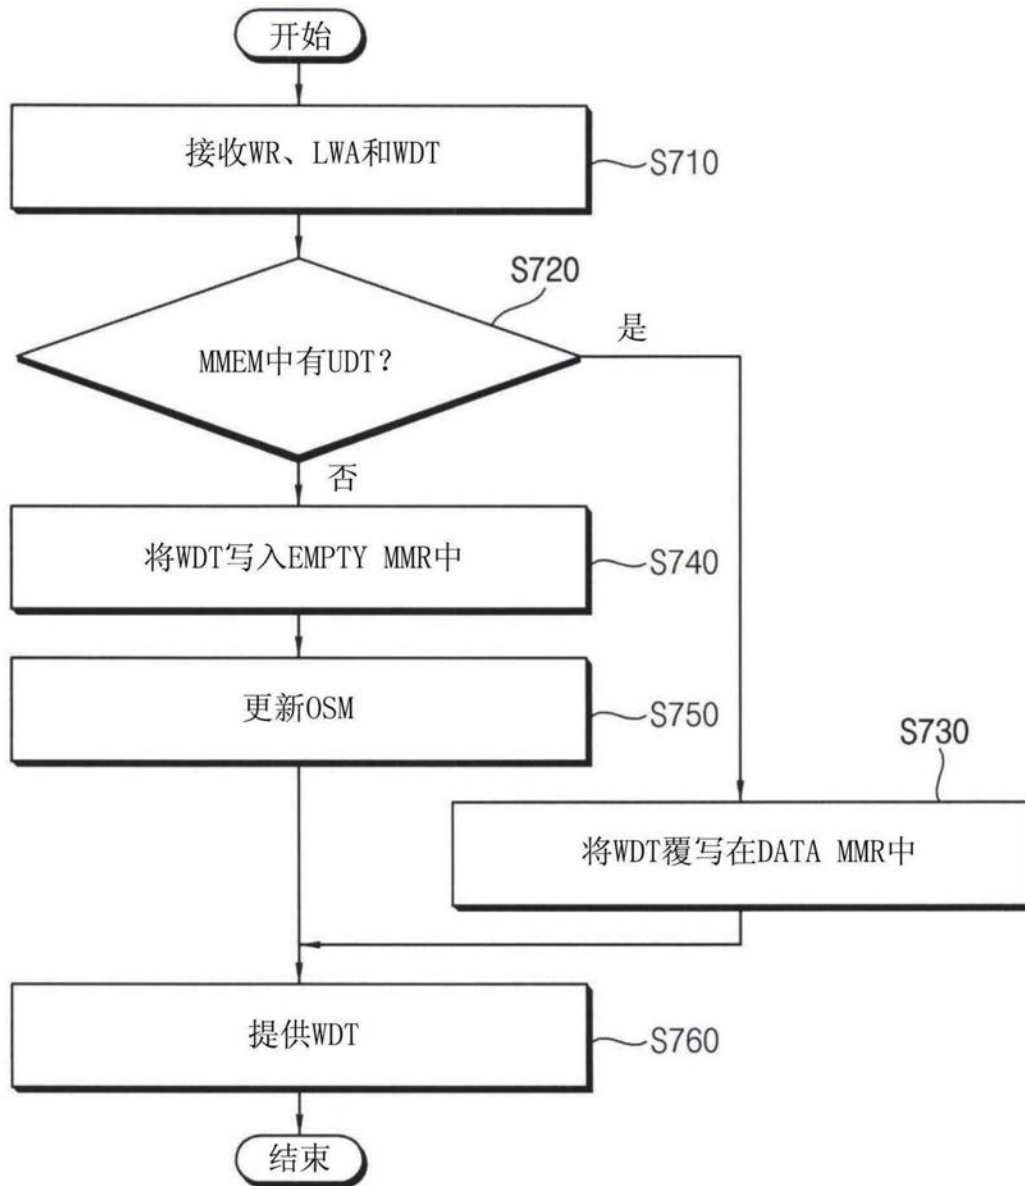 开始
接收WR、LWA和WDT
S710
S720
MMEM中有UDT?
是
否
将WDT写入EMPTY MMR中
S740
更新OSM
S750
S730
将WDT覆写在DATA MMR中
提供WDT
S760
结束